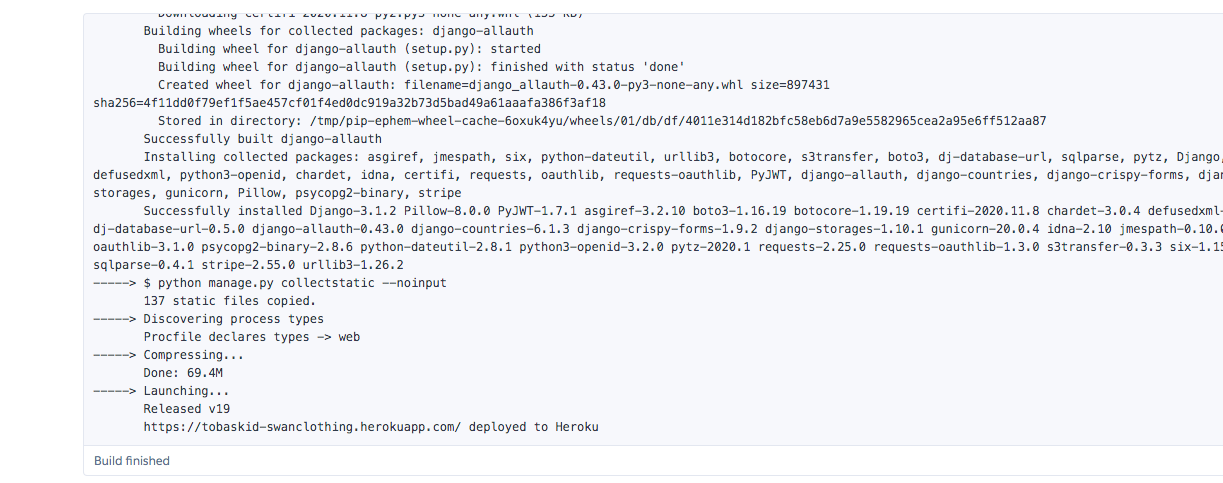 Downloading certifi-2020.11.8-py2.py3-none-any.whl (155 kB)
Building wheels for collected packages: django-allauth
Building wheel for django-allauth (setup.py): started
Building wheel for django-allauth (setup.py): finished with status 'done'
Created wheel for django-allauth: filename=django_allauth-0.43.0-py3-none-any.whl size=897431
sha256=4f11dd0f79ef1f5ae457cf01f4ed0dc919a32b73d5bad49a61aaafa386f3af18
Stored in directory: /tmp/pip-ephem-wheel-cache-6oxuk4yu/wheels/01/db/df/4011e314d182bfc58eb6d7a9e5582965cea2a95e6ff512aa87
Successfully built django-allauth
Installing collected packages: asgiref, jmespath, six, python-dateutil, urllib3, botocore, s3transfer, boto3, dj-database-url, sqlparse, pytz, Django,
defusedxml, python3-openid, chardet, idna, certifi, requests, oauthlib, requests-oauthlib, PyJWT, django-allauth, django-countries, django-crispy-forms, djan
storages, gunicorn, Pillow, psycopg2-binary, stripe
Successfully installed Django-3.1.2 Pillow-8.0.0 PyJWT-1.7.1 asgiref-3.2.10 boto3-1.16.19 botocore-1.19.19 certifi-2020.11.8 chardet-3.0.4 defusedxml-
dj-database-url-0.5.0 django-allauth-0.43.0 django-countries-6.1.3 django-crispy-forms-1.9.2 django-storages-1.10.1 gunicorn-20.0.4 idna-2.10 jmespath-0.10.0
oauthlib-3.1.0 psycopg2-binary-2.8.6 python-dateutil-2.8.1 python3-openid-3.2.0 pytz-2020.1 requests-2.25.0 requests-oauthlib-1.3.0 s3transfer-0.3.3 six-1.15
sqlparse-0.4.1 stripe-2.55.0 urllib3-1.26.2
-----> $ python manage.py collectstatic --noinput
137 static files copied.
-----> Discovering process types
Procfile declares types -> web
-----> Compressing...
Done: 69.4M
-----> Launching...
Released v19
https://tobaskid-swanclothing.herokuapp.com/ deployed to Heroku
Build finished